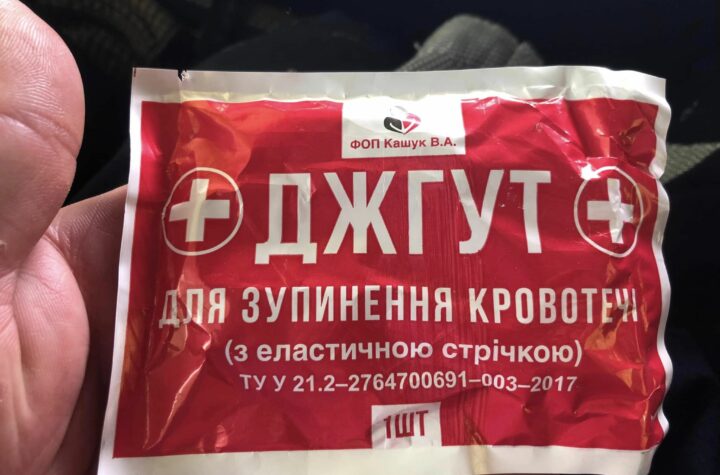 ФОП Кашук В.А.
ДЖГУТ
ДЛЯ ЗУПИНЕННЯ КРОВОТЕЧІ
(з еластичною стрічкою)
ТУ У 21.2–2764700691–003–2017
1ШТ